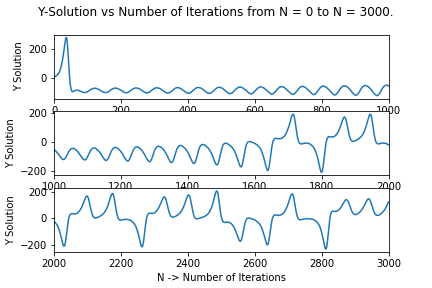 Y-Solution vs Number of Iterations from N = 0 to N = 3000.
Y Solution
200
0
0 200 400 600 800 1000
Y Solution
200
0
−200
1000 1200 1400 1600 1800 2000
Y Solution
200
0
−200
2000 2200 2400 2600 2800 3000
N -> Number of Iterations